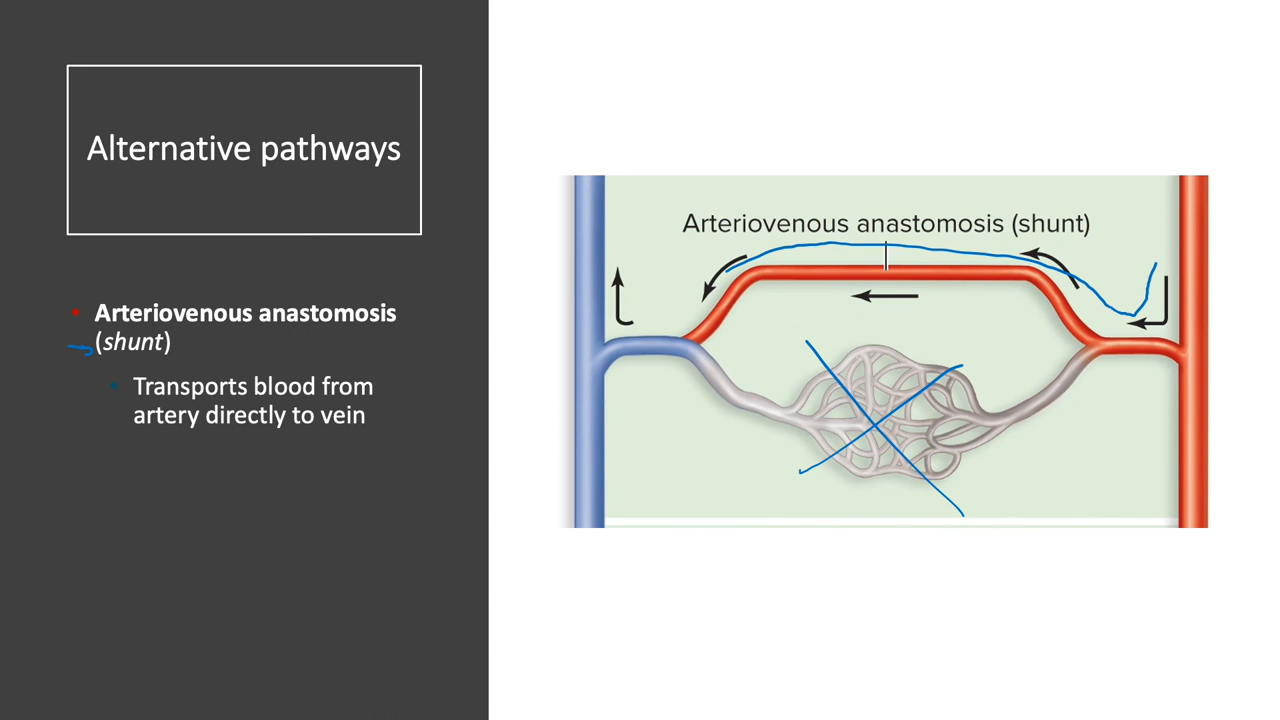 Alternative pathways
Arteriovenous anastomosis
(shunt)
Transports blood from
artery directly to vein
Arteriovenous anastomosis (shunt)